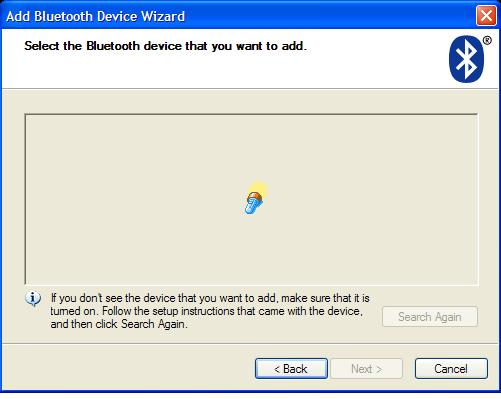 Add Bluetooth Device Wizard
Select the Bluetooth device that you want to add.
®
If you don't see the device that you want to add, make sure that it is
turned on. Follow the setup instructions that came with the device,
and then click Search Again.
Search Again
< Back
Next >
Cancel